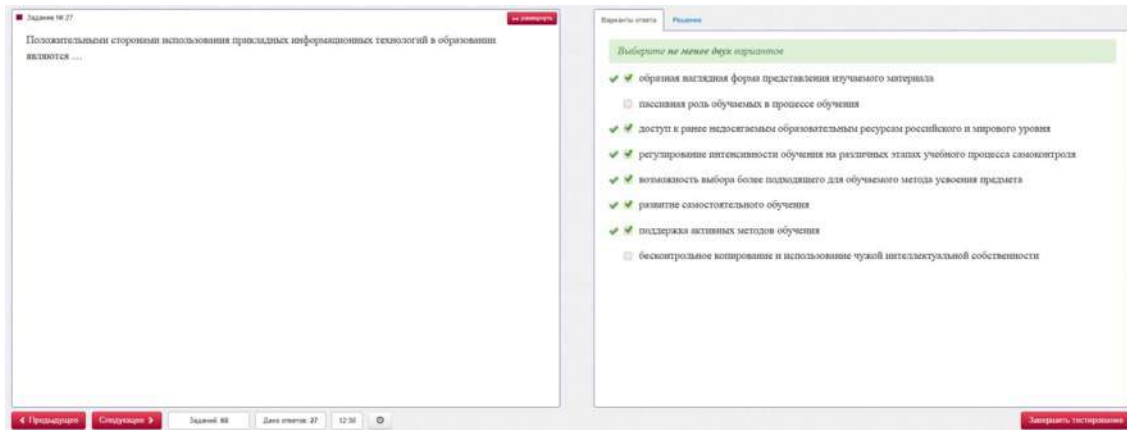 Задание № 27
развернуть
Положительными сторонами использования прикладных информационных технологий в образовании
являются …
Варианты ответа
Решение
Выберите не менее двух вариантов
образная наглядная форма представления изучаемого материала
пассивная роль обучаемых в процессе обучения
доступ к ранее недосягаемым образовательным ресурсам российского и мирового уровня
регулирование интенсивности обучения на различных этапах учебного процесса самоконтроля
возможность выбора более подходящего для обучаемого метода усвоения предмета
развитие самостоятельного обучения
поддержка активных методов обучения
бесконтрольное копирование и использование чужой интеллектуальной собственности
Предыдущее
Следующее
Заданий:
Дано ответов: 27
Завершить тестирование